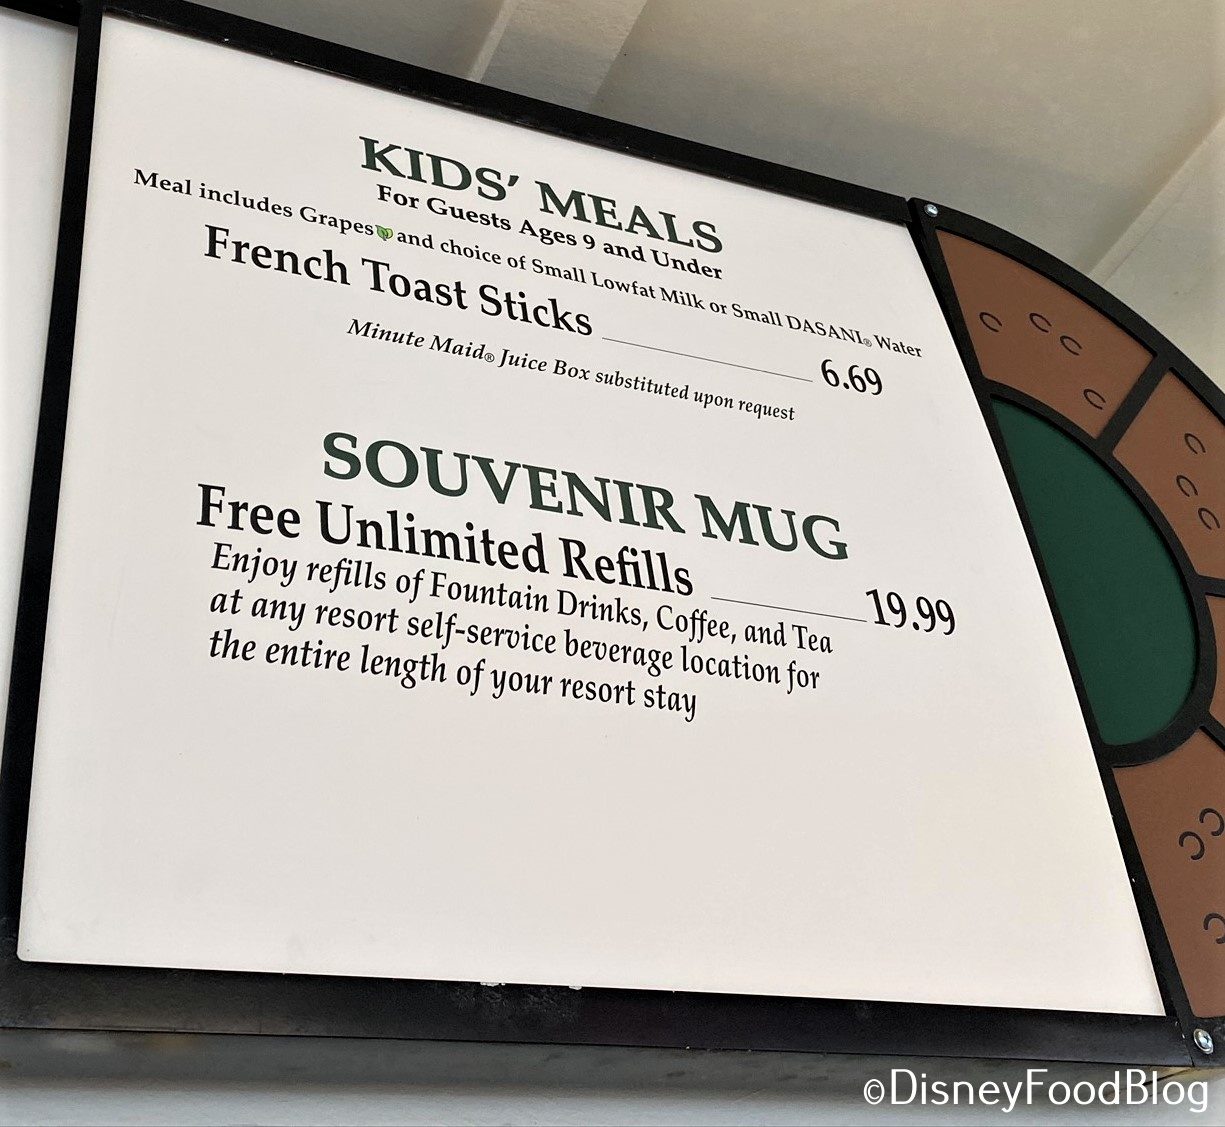 KIDS' MEALS
For Guests Ages 9 and Under
Meal includes Grapes and choice of Small Lowfat Milk or Small DASANI® Water
French Toast Sticks 6.69
Minute Maid® Juice Box substituted upon request
SOUVENIR MUG
Free Unlimited Refills 19.99
Enjoy refills of Fountain Drinks, Coffee, and Tea
at any resort self-service beverage location for
the entire length of your resort stay
©DisneyFoodBlog